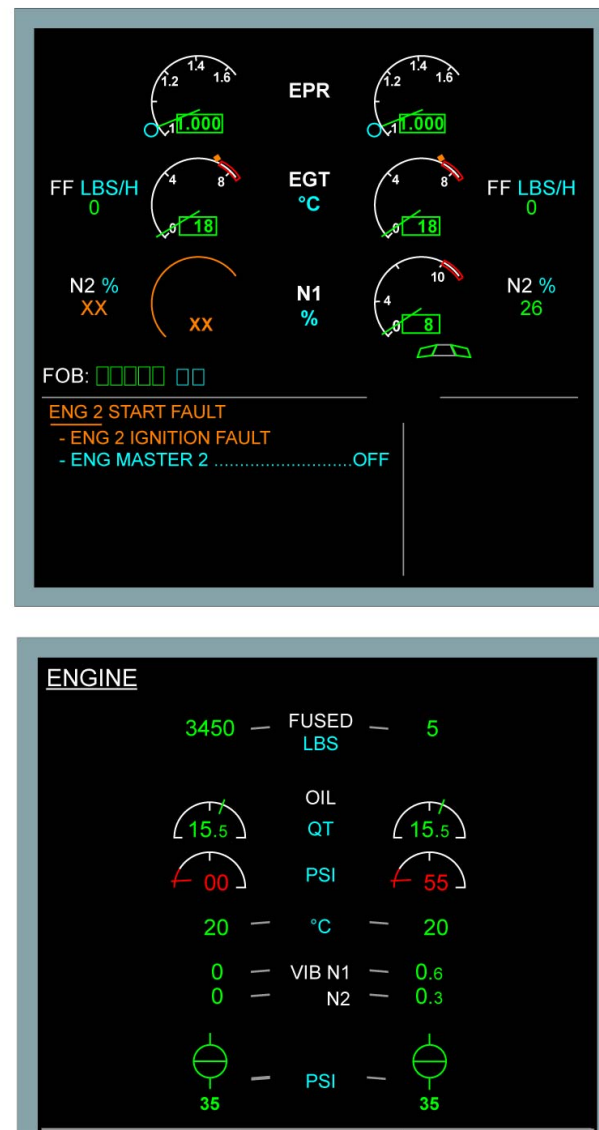 1.2 1.4 1.6 EPR 1.2 1.4 1.6
1 1.000 1 1.000
FF LBS/H 4 8 EGT 4 8 FF LBS/H
0 0 18 °C 0 18 0
N2 % N1 4 10 N2 %
XX XX % 0 8 26
FOB:
ENG 2 START FAULT
- ENG 2 IGNITION FAULT
- ENG MASTER 2 ...........................OFF
ENGINE
3450 FUSED 5
LBS
OIL
15.5 QT 15.5
00 PSI 55
20 °C 20
0 VIB N1 0.6
0 N2 0.3
PSI
35 35